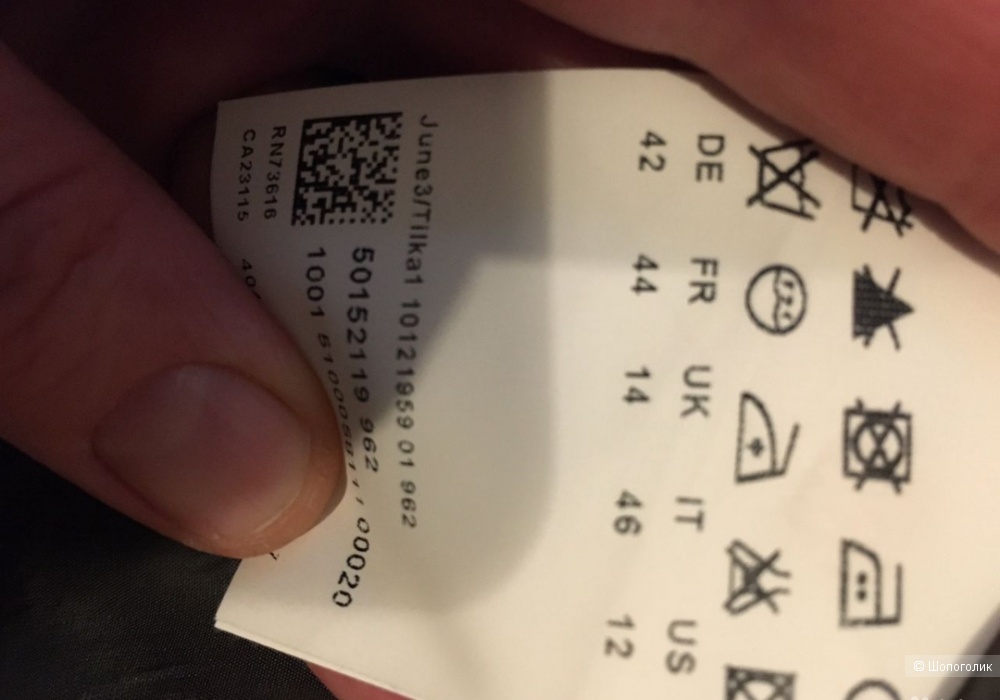 DE FR UK IT US
42 44 14 46 12
June3/Tilka1 10121959 01 962
50152119 962 00020
1001
RN73616
CA23115
© Шопоголик